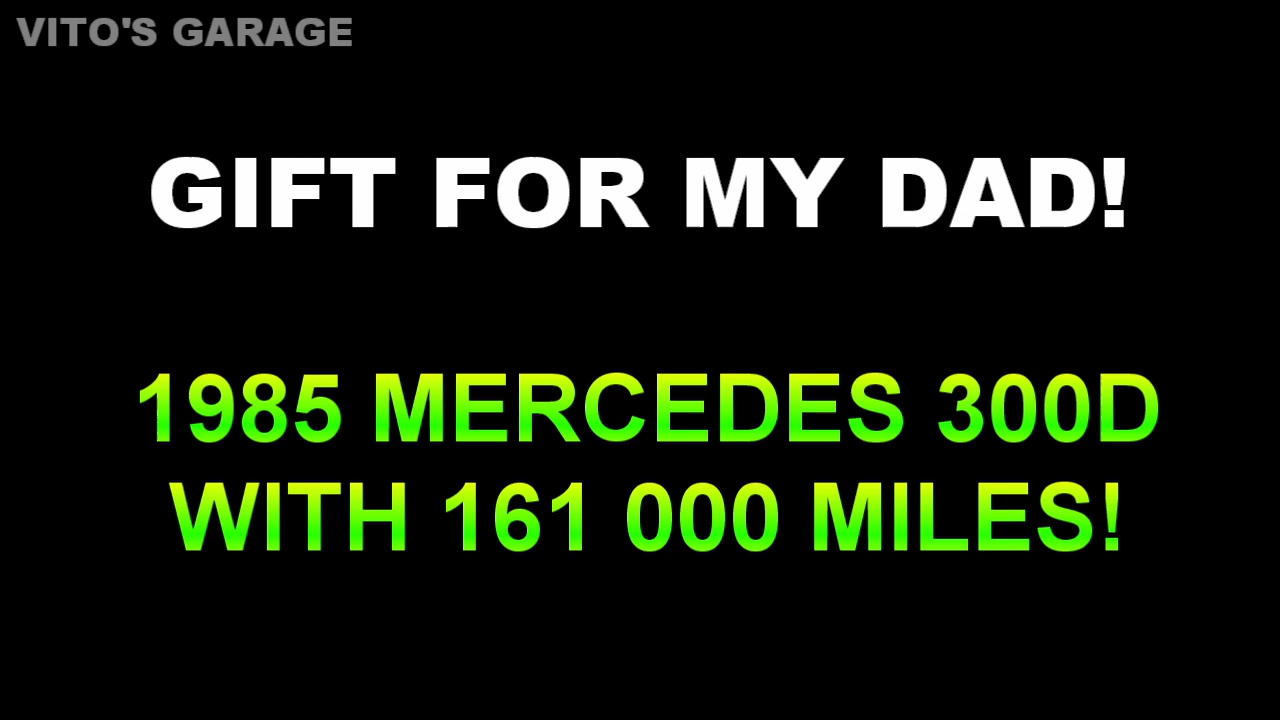 VITO'S GARAGE
GIFT FOR MY DAD!
1985 MERCEDES 300D
WITH 161 000 MILES!